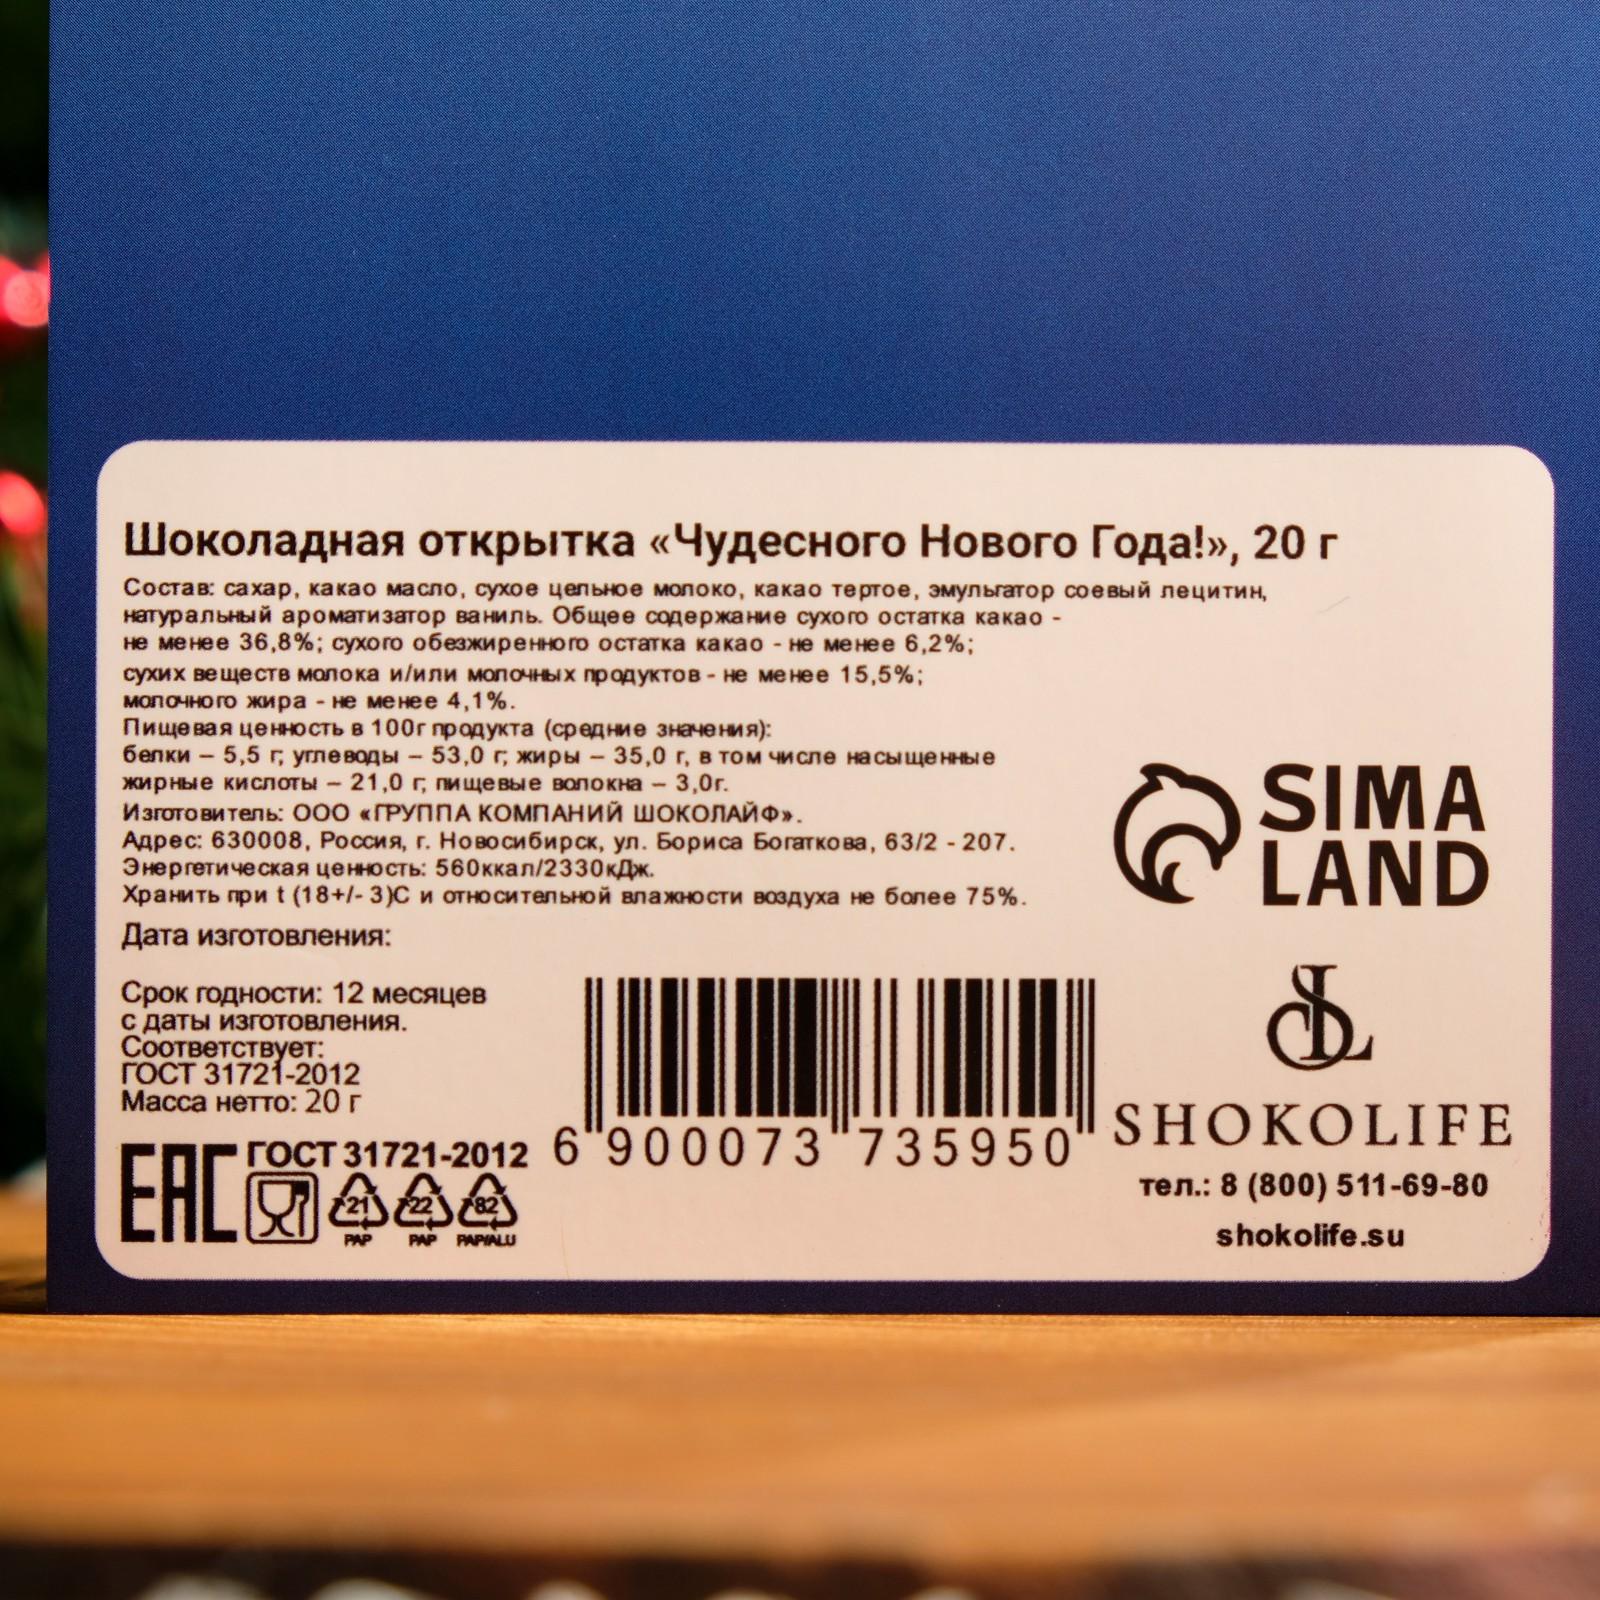 Шоколадная открытка «Чудесного Нового Года!», 20 г
Состав: сахар, какао масло, сухое цельное молоко, какао тертое, эмульгатор соевый лецитин,
натуральный ароматизатор ваниль. Общее содержание сухого остатка какао -
не менее 36,8%; сухого обезжиренного остатка какао - не менее 6,2%;
сухих веществ молока и/или молочных продуктов - не менее 15,5%;
молочного жира - не менее 4,1%.
Пищевая ценность в 100г продукта (средние значения):
белки – 5,5 г; углеводы – 53,0 г; жиры – 35,0 г, в том числе насыщенные
жирные кислоты – 21,0 г; пищевые волокна – 3,0г.
Изготовитель: ООО «ГРУППА КОМПАНИЙ ШОКОЛАЙФ».
Адрес: 630008, Россия, г. Новосибирск, ул. Бориса Богаткова, 63/2 - 207.
Энергетическая ценность: 560ккал/2330кДж.
Хранить при t (18+/- 3)С и относительной влажности воздуха не более 75%.
Дата изготовления:
Срок годности: 12 месяцев
с даты изготовления.
Соответствует:
ГОСТ 31721-2012
Масса нетто: 20 г
EAC ГОСТ 31721-2012
21 22 82
PAP PAP PAP/ALU
6 900073 735950
SIMA
LAND
SL
SHOKOLIFE
тел.: 8 (800) 511-69-80
shokolife.su